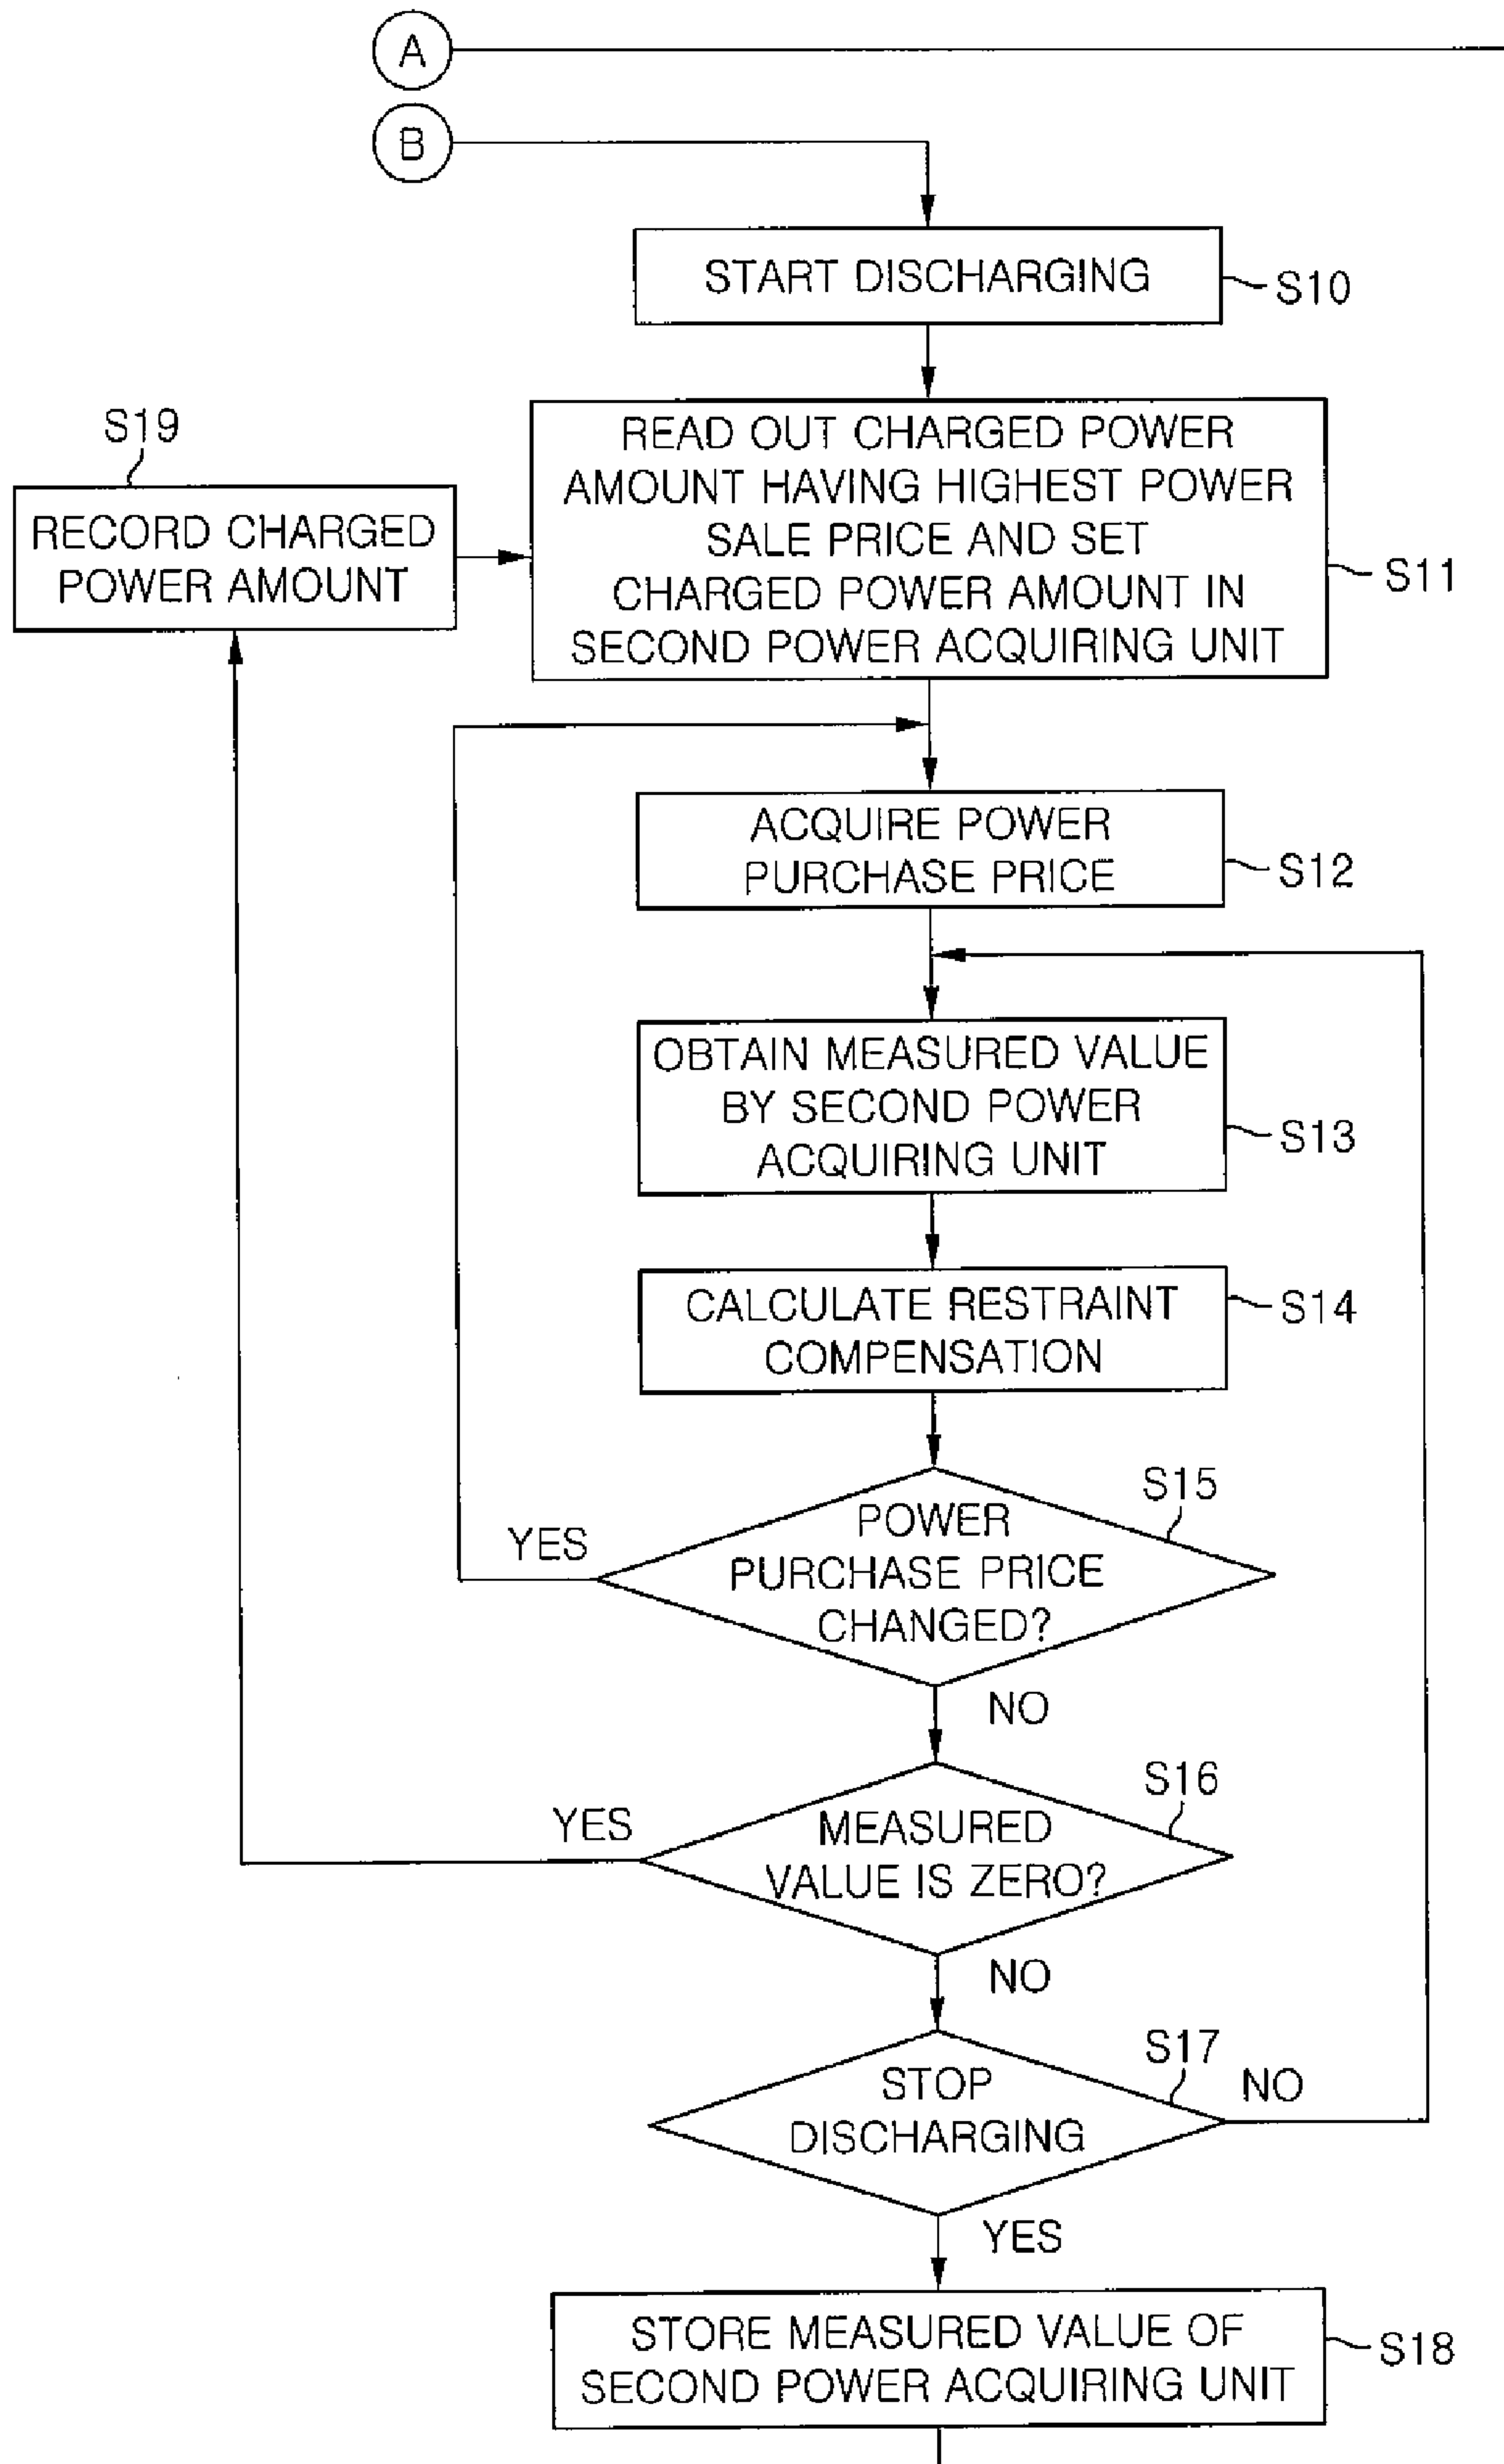 A
B
START DISCHARGING
S10
S19
RECORD CHARGED
POWER AMOUNT
READ OUT CHARGED POWER
AMOUNT HAVING HIGHEST POWER
SALE PRICE AND SET
CHARGED POWER AMOUNT IN
SECOND POWER ACQUIRING UNIT
S11
ACQUIRE POWER
PURCHASE PRICE
S12
OBTAIN MEASURED VALUE
BY SECOND POWER
ACQUIRING UNIT
S13
CALCULATE RESTRAINT
COMPENSATION
S14
S15
YES
POWER
PURCHASE PRICE
CHANGED?
NO
S16
YES
MEASURED
VALUE IS ZERO?
NO
S17
NO
STOP
DISCHARGING
YES
STORE MEASURED VALUE OF
SECOND POWER ACQUIRING UNIT
S18